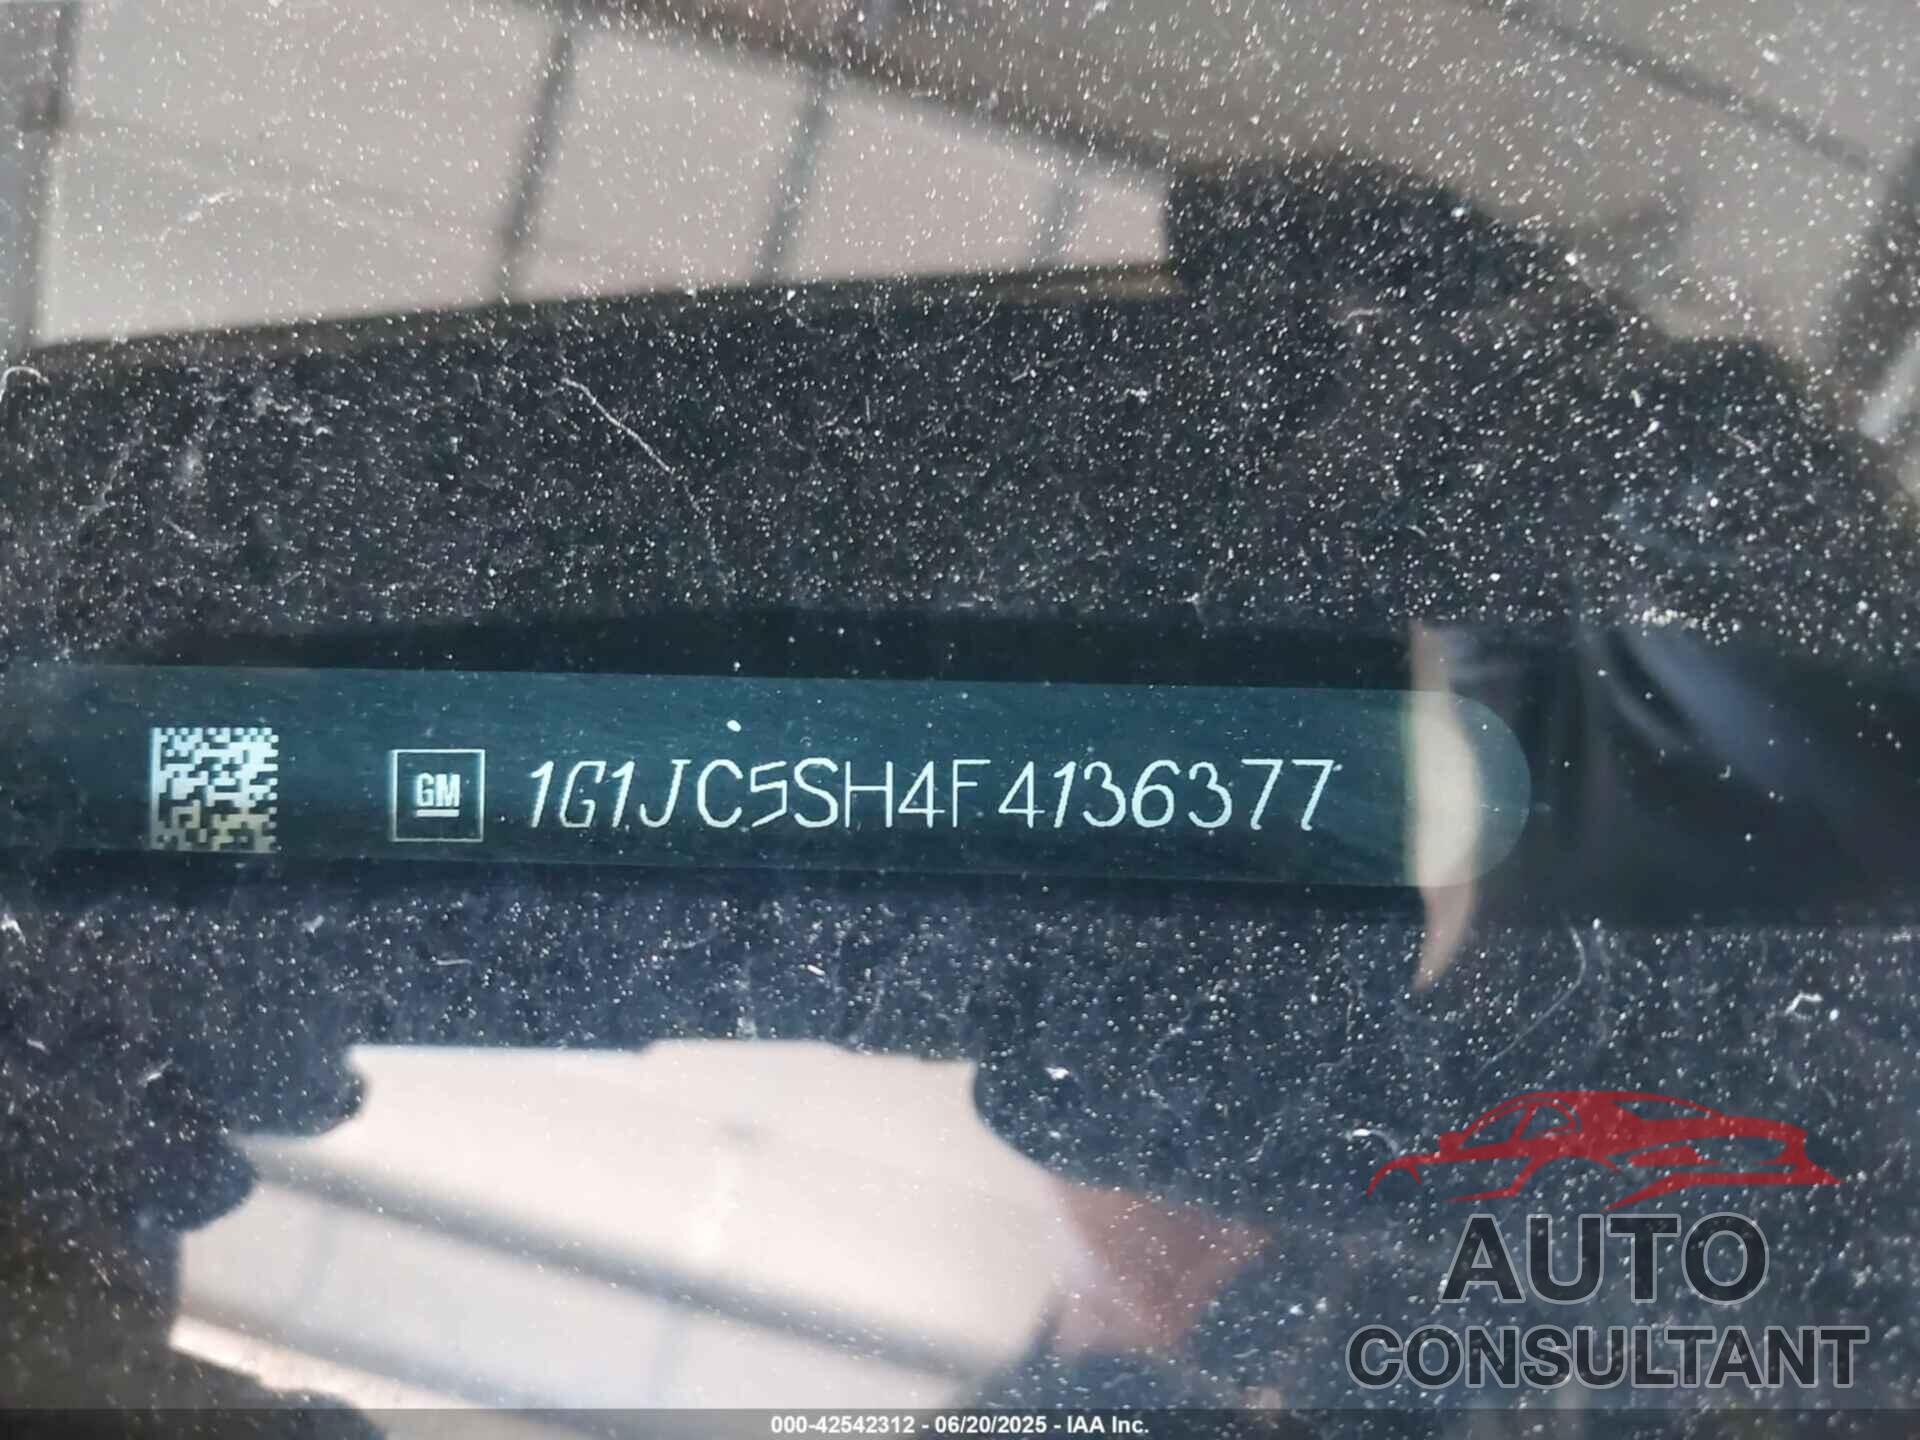 GM 1G1JC5SH4F4136377
AUTO
CONSULTANT
000-42542312 - 06/20/2025 - IAA Inc.